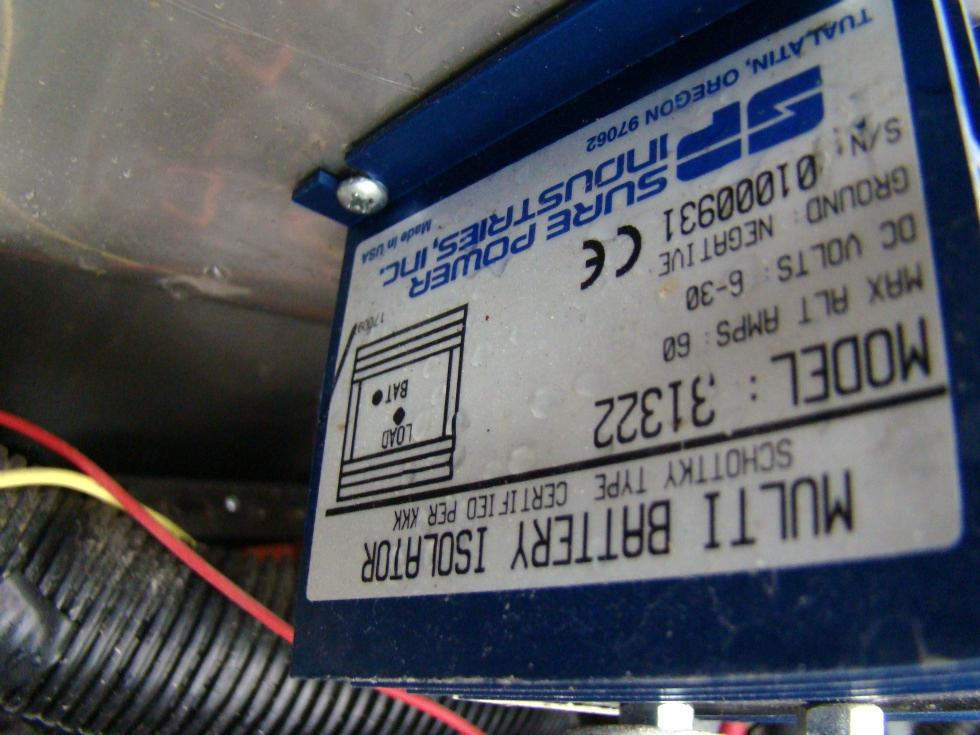 MULTI BATTERY ISOLATOR
SCHOTTKY TYPE CERTIFIED PER KKK
MODEL: 31322
MAX ALT AMPS: 60
DC VOLTS: 6-30
GROUND: NEGATIVE
S/N: 01000931
CE
LOAD
BAT
SP SURE POWER
INDUSTRIES, INC.
TUALATIN, OREGON 97062
Made in USA